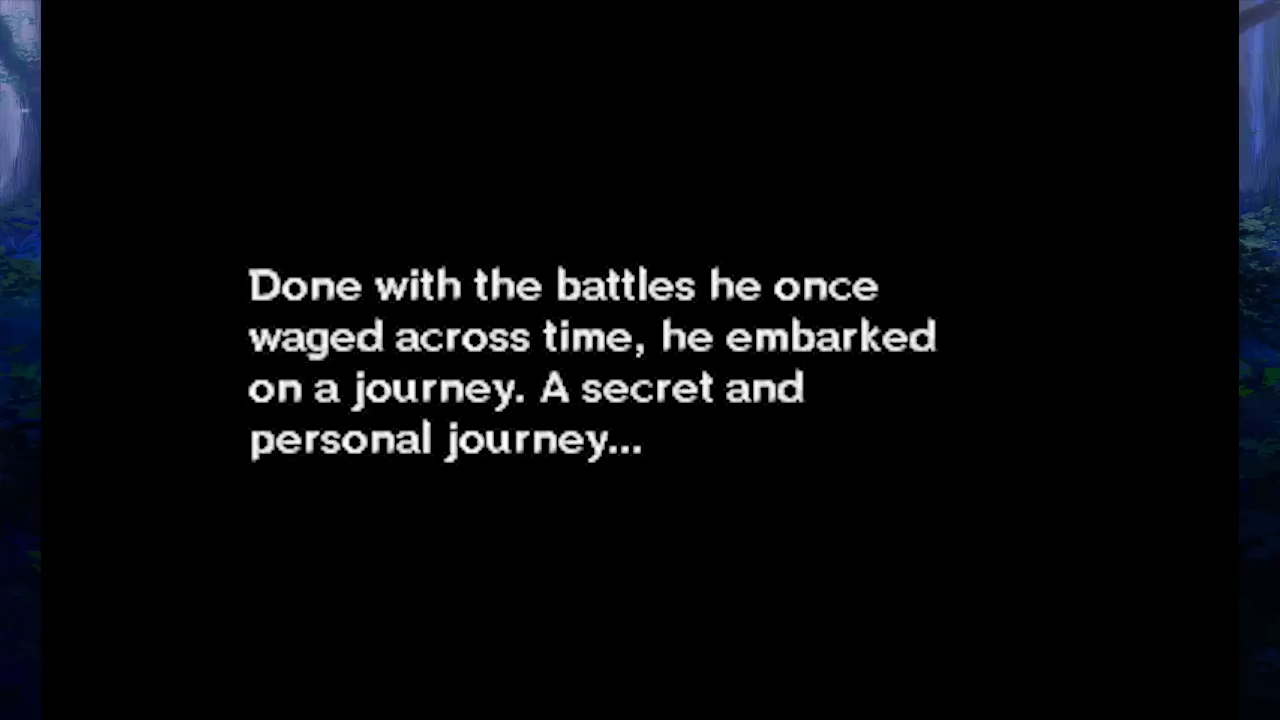 Done with the battles he once
waged across time, he embarked
on a journey. A secret and
personal journey...